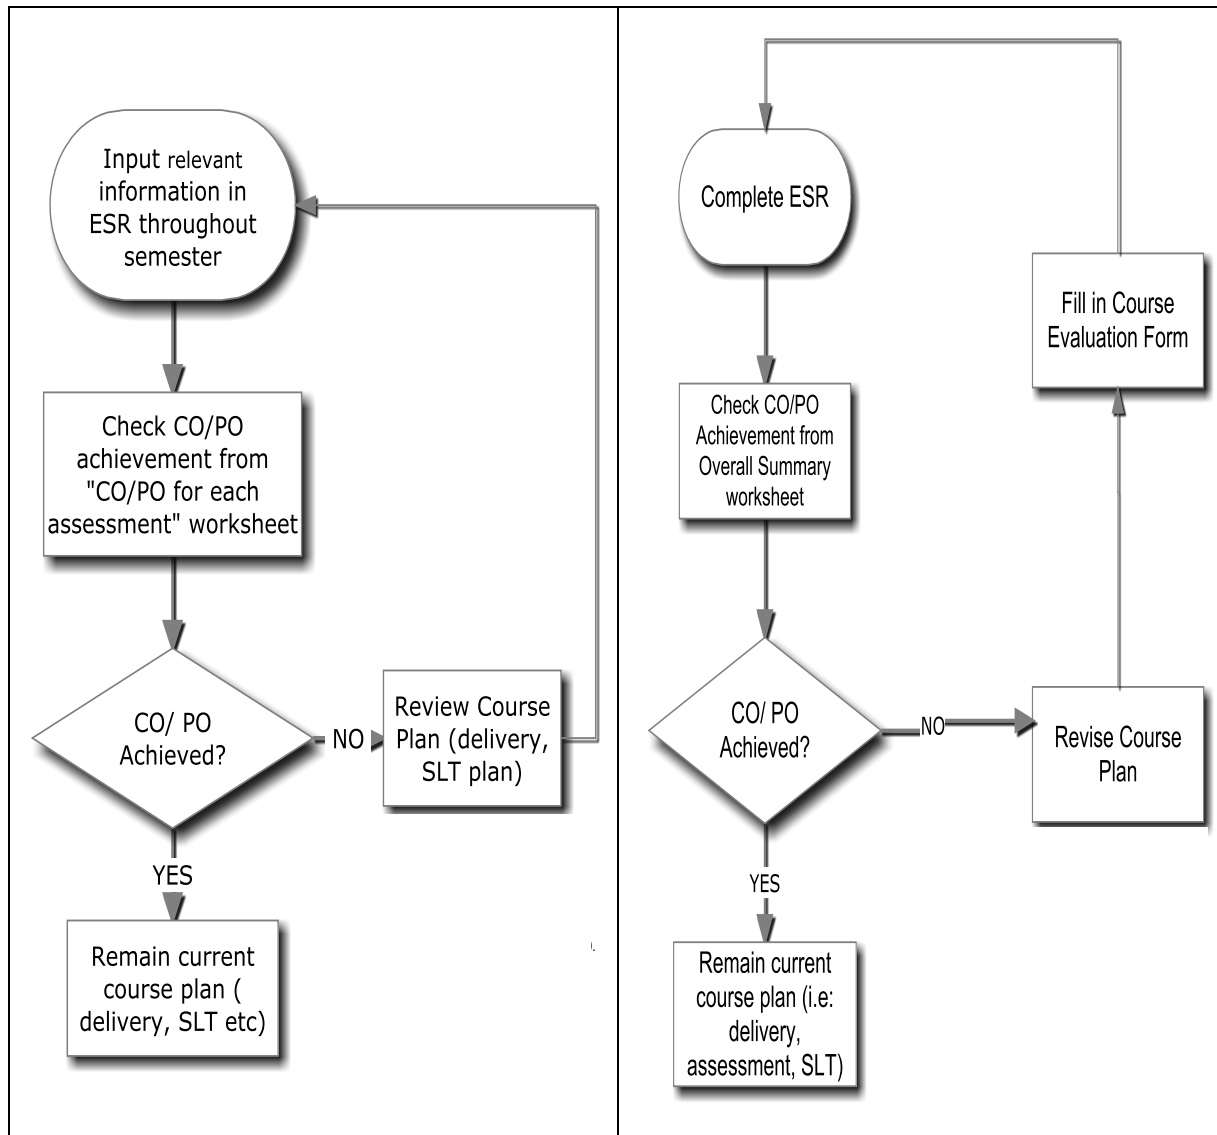 Input relevant
information in
ESR throughout
semester
Check CO/PO
achievement from
"CO/PO for each
assessment" worksheet
CO/ PO
Achieved?
NO
Review Course
Plan (delivery,
SLT plan)
YES
Remain current
course plan (
delivery, SLT etc)
Complete ESR
Check CO/PO
Achievement from
Overall Summary
worksheet
CO/ PO
Achieved?
NO
Revise Course
Plan
Fill in Course
Evaluation Form
YES
Remain current
course plan (i.e:
delivery,
assessment, SLT)